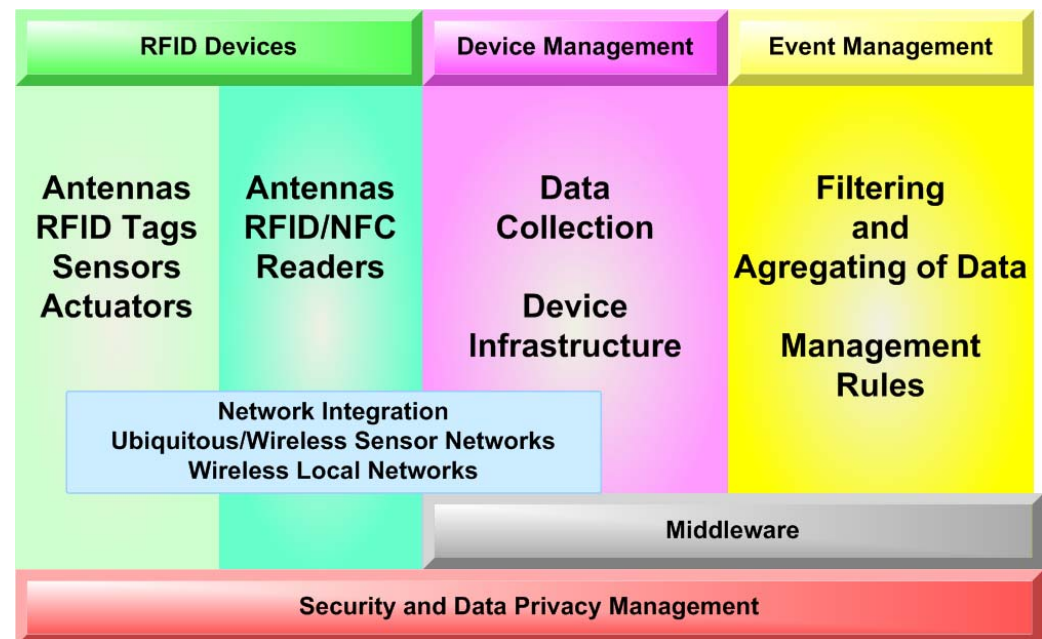 RFID Devices
Device Management
Event Management
Antennas
RFID Tags
Sensors
Actuators
Antennas
RFID/NFC
Readers
Data
Collection
Device
Infrastructure
Filtering
and
Agregating of Data
Management
Rules
Network Integration
Ubiquitous/Wireless Sensor Networks
Wireless Local Networks
Middleware
Security and Data Privacy Management